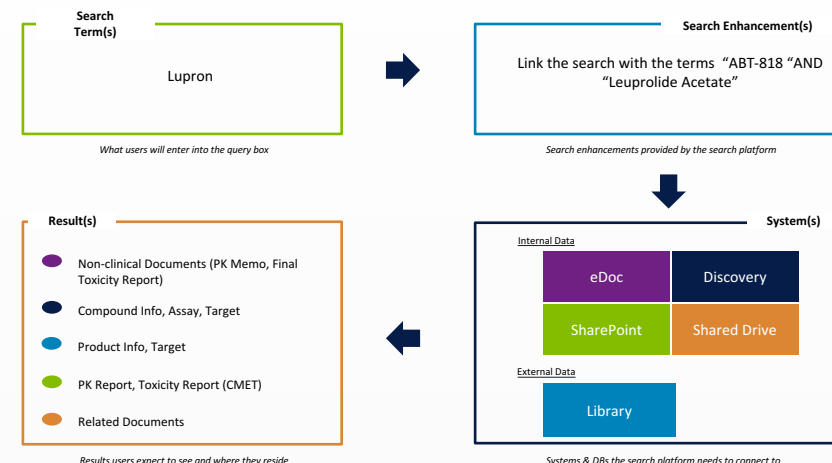 Search
Term(s)
Lupron
What users will enter into the query box
Search Enhancement(s)
Link the search with the terms “ABT-818 “AND
“Leuprolide Acetate”
Search enhancements provided by the search platform
Result(s)
Non-clinical Documents (PK Memo, Final
Toxicity Report)
Compound Info, Assay, Target
Product Info, Target
PK Report, Toxicity Report (CMET)
Related Documents
Results users expect to see and where they reside
System(s)
Internal Data
eDoc
Discovery
SharePoint
Shared Drive
External Data
Library
Systems & DBs the search platform needs to connect to